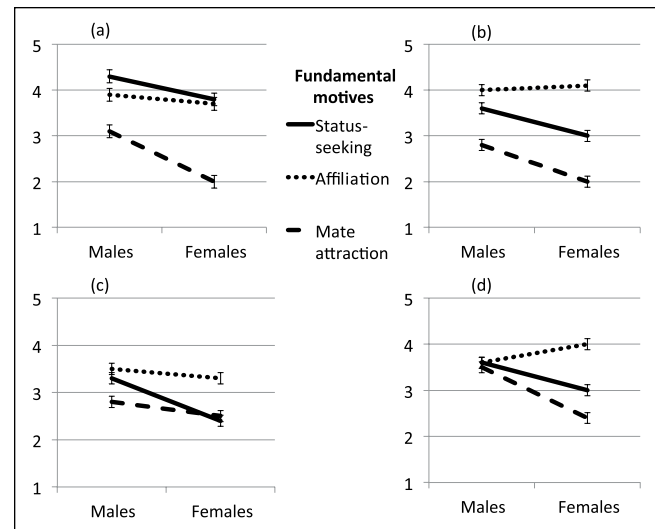 (a)
5
4
3
2
1
Males Females
Fundamental
motives
Status-
seeking
Affiliation
Mate
attraction
(b)
5
4
3
2
1
Males Females
(c)
5
4
3
2
1
Males Females
(d)
5
4
3
2
1
Males Females